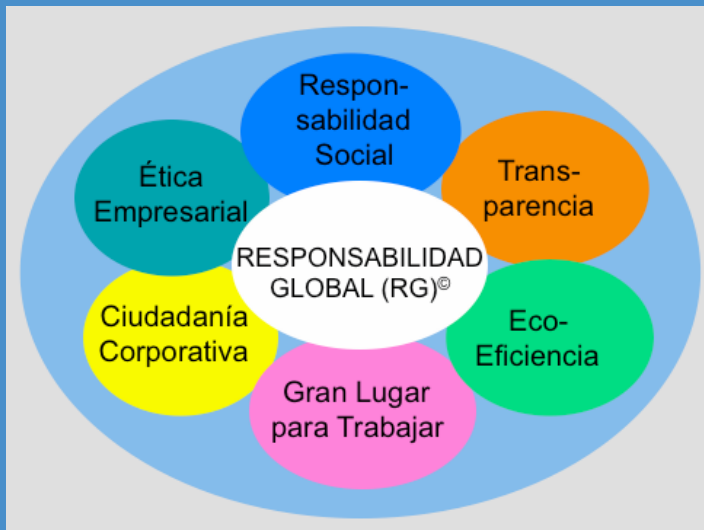 Respon-
sabilidad
Social
Ética
Empresarial
Trans-
parencia
RESPONSABILIDAD
GLOBAL (RG)©
Ciudadanía
Corporativa
Eco-
Eficiencia
Gran Lugar
para Trabajar